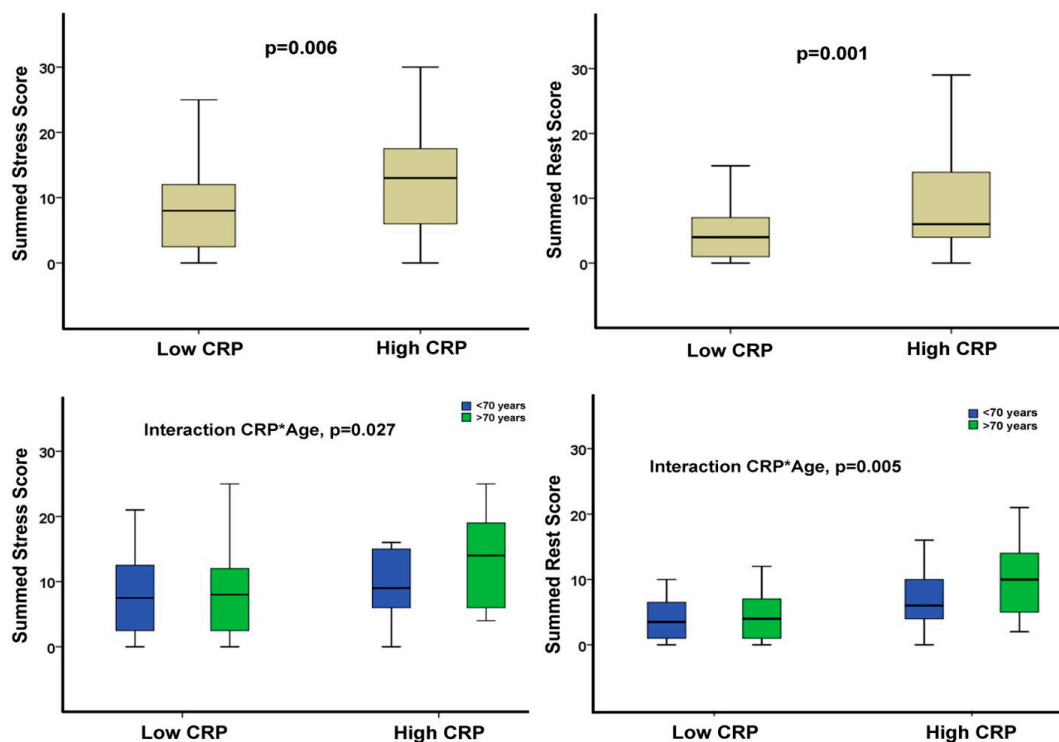 p=0.006
Summed Stress Score
30
20
10
0
Low CRP
High CRP
p=0.001
Summed Rest Score
30
20
10
0
Low CRP
High CRP
<70 years
>70 years
Interaction CRP*Age, p=0.027
Summed Stress Score
30
20
10
0
Low CRP
High CRP
<70 years
>70 years
Interaction CRP*Age, p=0.005
Summed Rest Score
30
20
10
0
Low CRP
High CRP